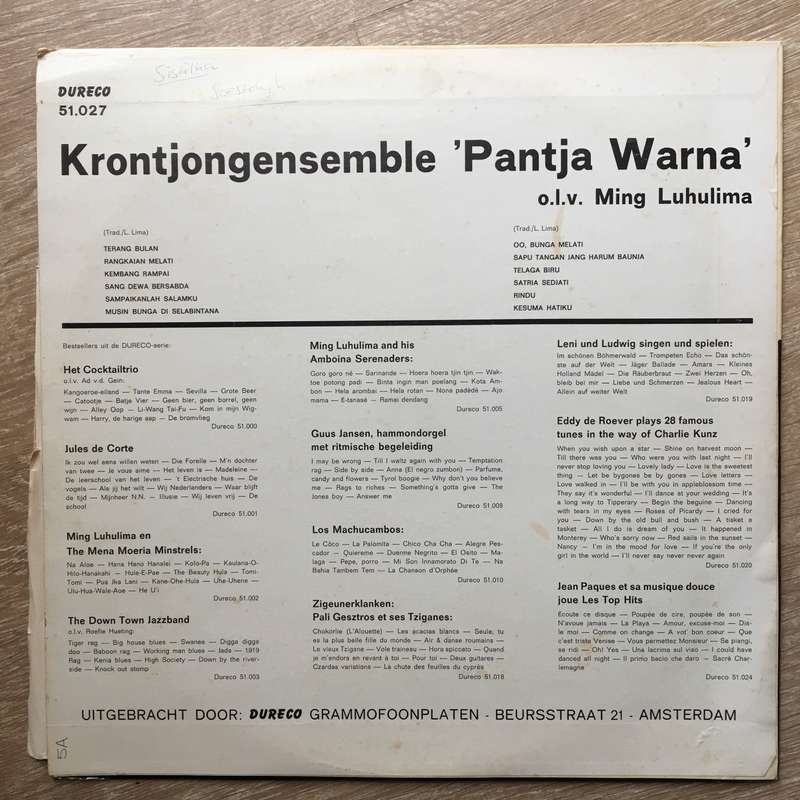 DURECO
51.027
Krontjongensemble 'Pantja Warna'
o.l.v. Ming Luhulima
(Trad./L. Lima)
TERANG BULAN
RANGKAIAN MELATI
KEMBANG RAMPAI
SANG DEWA BERSABDA
SAMPAIKANLAH SALAMKU
MUSIN BUNGA DI SELABINTANA
(Trad./L. Lima)
OO, BUNGA MELATI
SAPU TANGAN JANG HARUM BAUNIA
TELAGA BIRU
SATRIA SEDIATI
RINDU
KESUMA HATIKU
Bestsellers uit de DURECO-serie:
Het Cocktailtrio
o.l.v. Ad v.d. Gein:
Kangoeroe-eiland — Tante Emma — Sevilla — Grote Beer
— Catootje — Batje Vier — Geen bier, geen borrel, geen
wijn — Alley Oop — Li-Wang Tai-Fu — Kom in mijn Wig-
wam — Harry, de harige aap — De bromvlieg
Dureco 51.000
Jules de Corte
Ik zou wel eens willen weten — Die Forelle — M'n dochter
van twee — Je vous aime — Het leven is — Madeleine —
De leerschool van het leven — 't Electrische huis — De
vogels — Als jij het wilt — Wij Nederlanders — Waar blijft
de tijd — Mijnheer N.N. — Illusie — Wij leven vrij — De
school
Dureco 51.001
Ming Luhulima en
The Mena Moeria Minstrels:
Na Aloe — Hana Hano Hanalei — Kolo-Pa — Kaulana-O-
Hilo-Hanakahi — Hule-E-Pae — The Beauty Hula — Tomi-
Tomi — Pua Ika Lani — Kane-Ohe-Hula — Uhe-Uhene —
Ulu-Hua-Wale-Aoe — He U'i
Dureco 51.002
The Down Town Jazzband
o.l.v. Roefie Hueting:
Tiger rag — Big house blues — Swanee — Digga digga
doo — Baboon rag — Working man blues — Jada — 1919
Rag — Kenia blues — High Society — Down by the river-
side — Knock out stomp
Dureco 51.003
Ming Luhulima and his
Amboina Serenaders:
Goro goro né — Sarinande — Hoera hoera tjin tjin — Wak-
toe potong padi — Binta ingin man poelang — Kota Am-
bon — Hela arombai — Hela rotan — Nona padédé — Ajo
mama — E-tanasé — Ramai dendang
Dureco 51.005
Guus Jansen, hammondorgel
met ritmische begeleiding
I may be wrong — Till I waltz again with you — Temptation
rag — Side by side — Anna (El negro zumbon) — Parfume,
candy and flowers — Tyrol boogie — Why don't you believe
me — Rags to riches — Something's gotta give — The
Jones boy — Answer me
Dureco 51.009
Los Machucambos:
Le Côco — La Palomita — Chico Cha Cha — Alegre Pes-
cador — Quiereme — Duerme Negrito — El Osito — Ma-
laga — Pepe, porro — Mi Son Innamorato Di Te — Na
Bahia Tambem Tem — La Chanson d'Orphée
Dureco 51.010
Zigeunerklanken:
Pali Gesztros et ses Tziganes:
Chokorlie (L'Alouette) — Les acacias blancs — Seule, tu
es la plus belle fille du monde — Air & danse roumains —
Le vieux Tzigane — Vole traineau — Hora spiccato — Quand
je m'endors en revant à toi — Pour toi — Deux guitares —
Czardas variations — La chute des feuilles du cyprès
Dureco 51.018
Leni und Ludwig singen und spielen:
Im schönen Böhmerwald — Trompeten Echo — Das schön-
ste auf der Welt — Jäger Ballade — Amara — Kleines
Holland Mädel — Die Räuberbraut — Zwei Herzen — Oh,
bleib bei mir — Liebe und Schmerzen — Jealous Heart —
Allein auf weiter Welt
Dureco 51.019
Eddy de Roever plays 28 famous
tunes in the way of Charlie Kunz
When you wish upon a star — Shine on harvest moon —
Till there was you — Who were you with last night — I'll
never stop loving you — Lovely lady — Love is the sweetest
thing — Let be bygones be by gones — Love letters —
Love walked in — I'll be with you in appleblossom time —
They say it's wonderful — I'll dance at your wedding — It's
a long way to Tipperary — Begin the beguine — Dancing
with tears in my eyes — Roses of Picardy — I cried for
you — Down by the old bull and bush — A tisket a
tasket — All I do is dream of you — It happened in
Monterey — Who's sorry now — Red sails in the sunset —
Nancy — I'm in the mood for love — If you're the only
girl in the world — I'll never say never never again
Dureco 51.020
Jean Paques et sa musique douce
joue Les Top Hits
Ecoute ce disque — Poupée de cire, poupée de son —
N'avoue jamais — La Playa — Amour, excuse-moi — Dis-
le moi — Comme on change — A vot' bon coeur — Que
c'est triste Venise — Vous permettez Monsieur — Se piangi,
se ridi — Oh! Yes — Una lacrima sul viso — I could have
danced all night — Il primo bacio che daro — Sacré Char-
lemagne
Dureco 51.024
UITGEBRACHT DOOR: DURECO GRAMMOFOONPLATEN - BEURSSTRAAT 21 - AMSTERDAM
5A